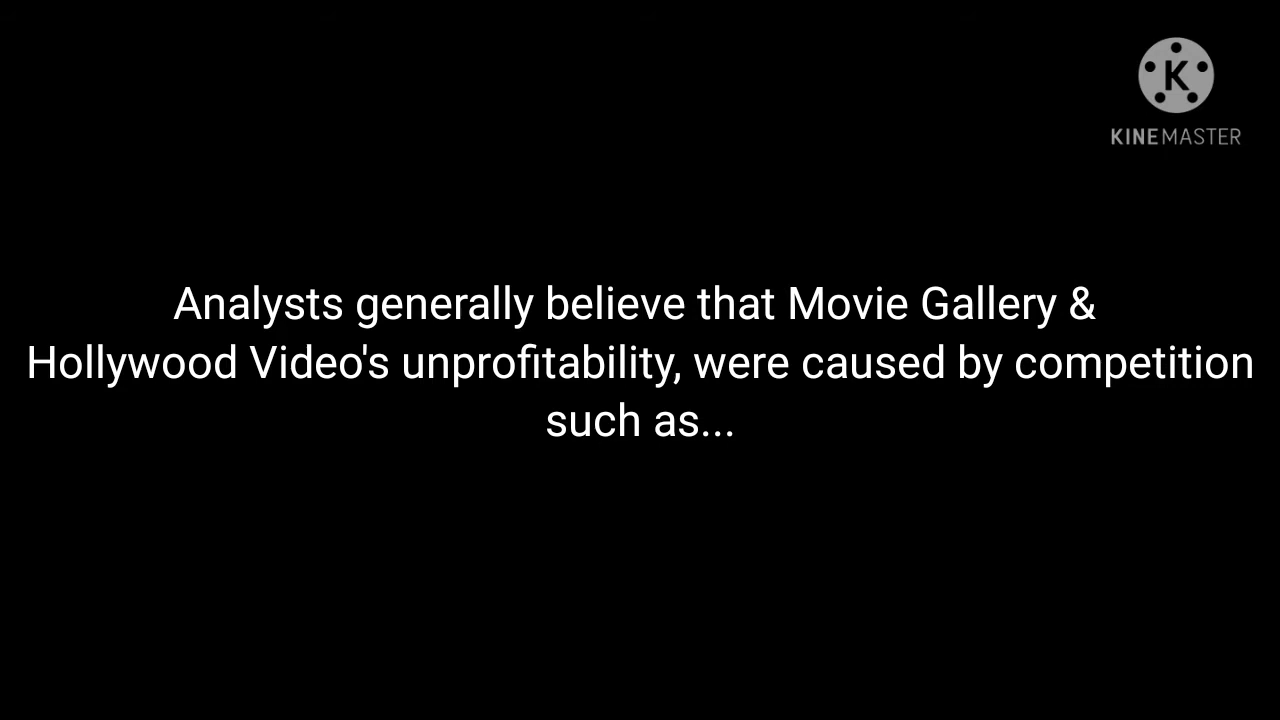 K
KINEMASTER
Analysts generally believe that Movie Gallery &
Hollywood Video's unprofitability, were caused by competition
such as...